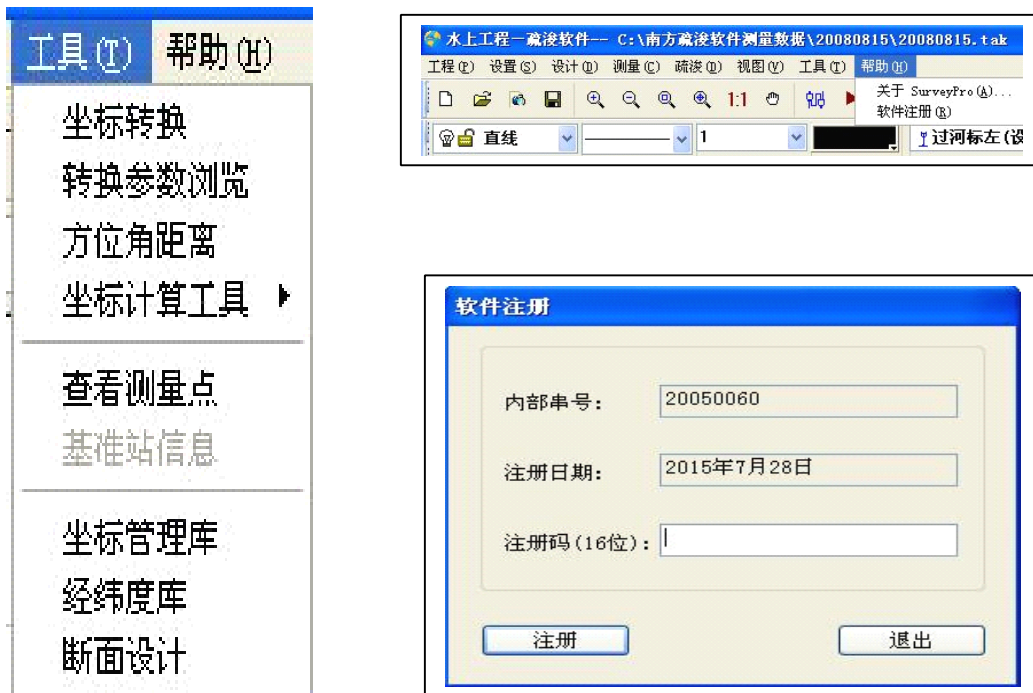 工具(T) 帮助(H)
坐标转换
转换参数浏览
方位角距离
坐标计算工具
查看测量点
基准站信息
坐标管理库
经纬度库
断面设计
水上工程—疏浚软件-- C:\南方疏浚软件测量数据\20080815\20080815.tak
工程(P) 设置(S) 设计(D) 测量(C) 疏浚(D) 视图(V) 工具(T) 帮助(H)
关于 SurveyPro(A)...
软件注册(R)
1:1
直线 1 过河标左(设
软件注册
内部串号: 20050060
注册日期: 2015年7月28日
注册码(16位):
注册 退出